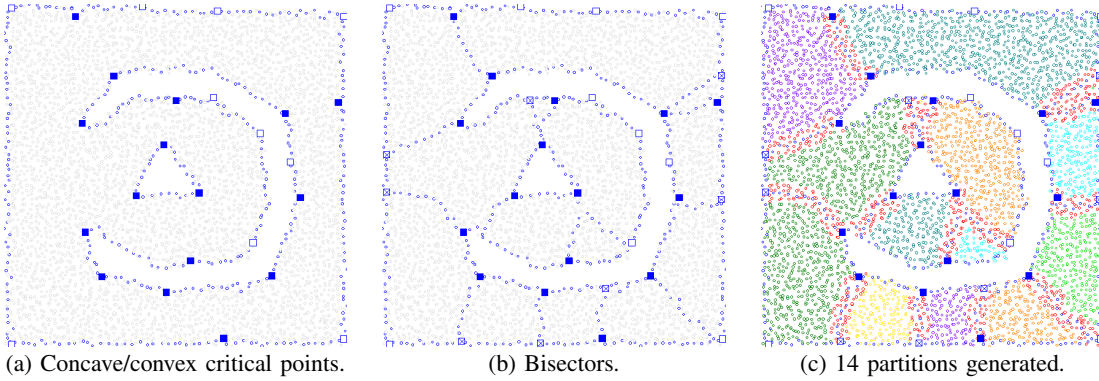 (a) Concave/convex critical points.
(b) Bisectors.
(c) 14 partitions generated.